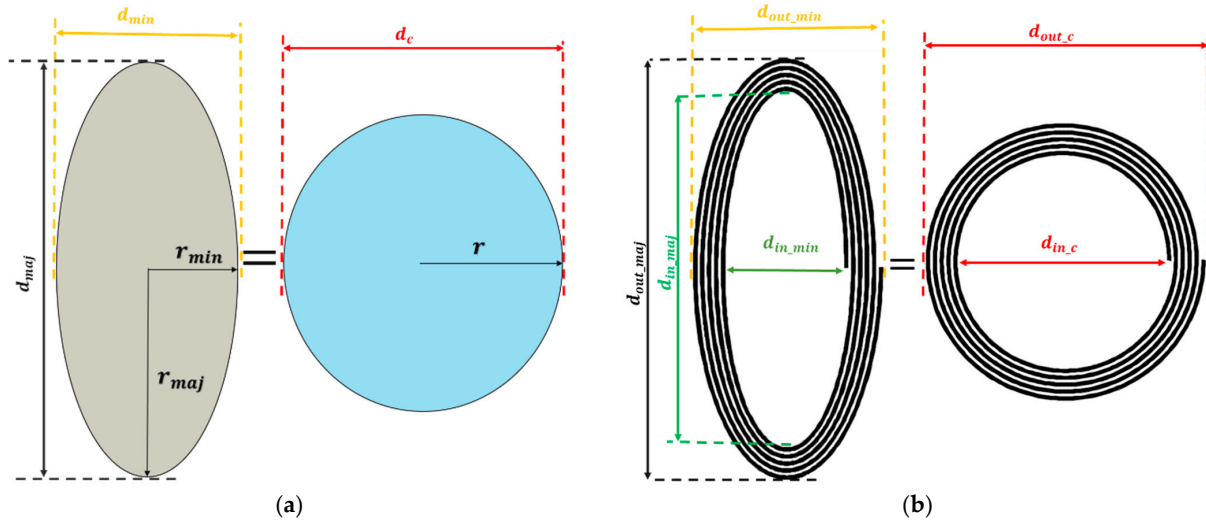 d_min
d_c
d_maj
r_min
r_maj
=
r
(a)
d_out_min
d_out_c
d_out_maj
d_in_maj
d_in_min
=
d_in_c
(b)